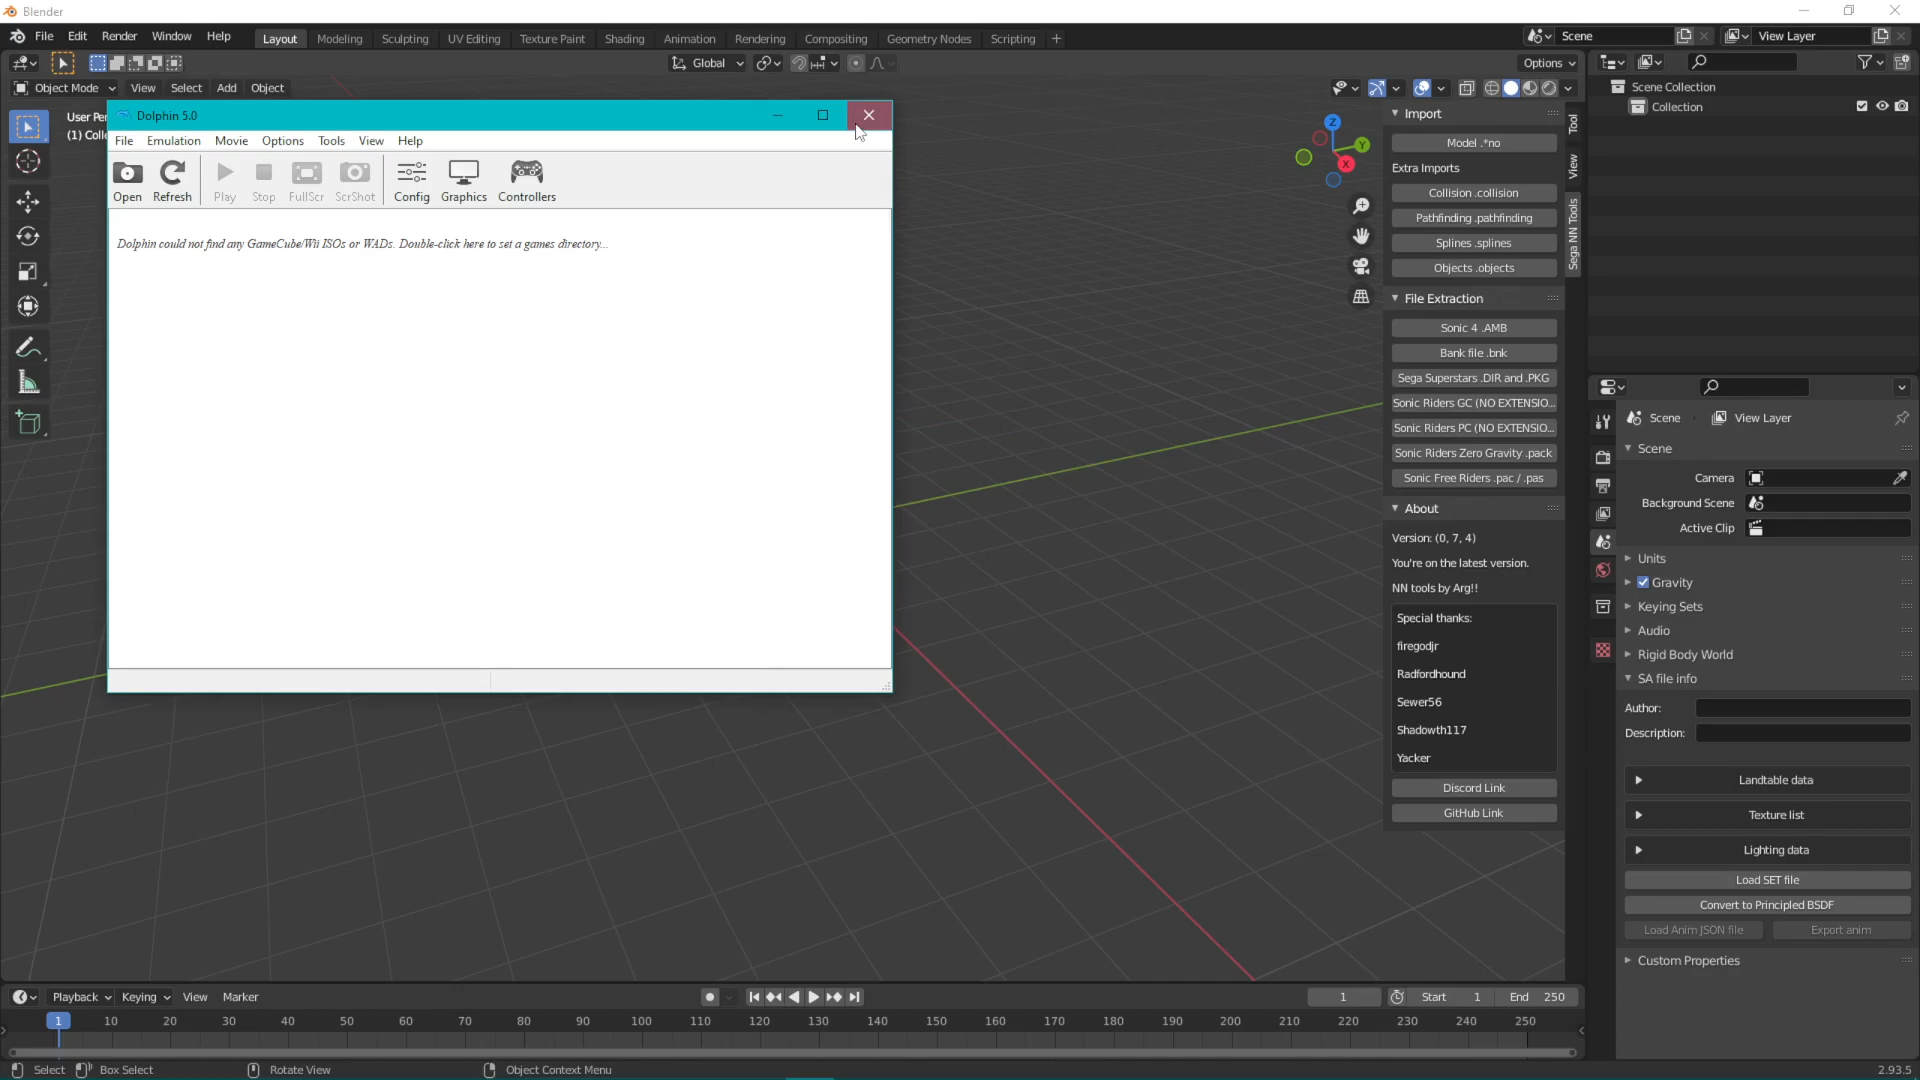 Blender
File Edit Render Window Help Layout Modeling Sculpting UV Editing Texture Paint Shading Animation Rendering Compositing Geometry Nodes Scripting + Scene View Layer
Global Options
Object Mode View Select Add Object
User Per
(1) Colle
Dolphin 5.0
File Emulation Movie Options Tools View Help
Open Refresh Play Stop FullScr ScrShot Config Graphics Controllers
Dolphin could not find any GameCube/Wii ISOs or WADs. Double-click here to set a games directory...
Z
Y
X
Import
Model .*no
Extra Imports
Collision .collision
Pathfinding .pathfinding
Splines .splines
Objects .objects
File Extraction
Sonic 4 .AMB
Bank file .bnk
Sega Superstars .DIR and .PKG
Sonic Riders GC (NO EXTENSIO...
Sonic Riders PC (NO EXTENSIO...
Sonic Riders Zero Gravity .pack
Sonic Free Riders .pac / .pas
About
Version: (0, 7, 4)
You're on the latest version.
NN tools by Arg!!
Special thanks:
firegodjr
Radfordhound
Sewer56
Shadowth117
Yacker
Discord Link
GitHub Link
Tool
View
Sega NN Tools
Scene Collection
Collection
Scene View Layer
Scene
Camera
Background Scene
Active Clip
Units
Gravity
Keying Sets
Audio
Rigid Body World
SA file info
Author:
Description:
Landtable data
Texture list
Lighting data
Load SET file
Convert to Principled BSDF
Load Anim JSON file Export anim
Custom Properties
Playback Keying View Marker 1 Start 1 End 250
1 10 20 30 40 50 60 70 80 90 100 110 120 130 140 150 160 170 180 190 200 210 220 230 240 250
Select Box Select Rotate View Object Context Menu 2.93.5